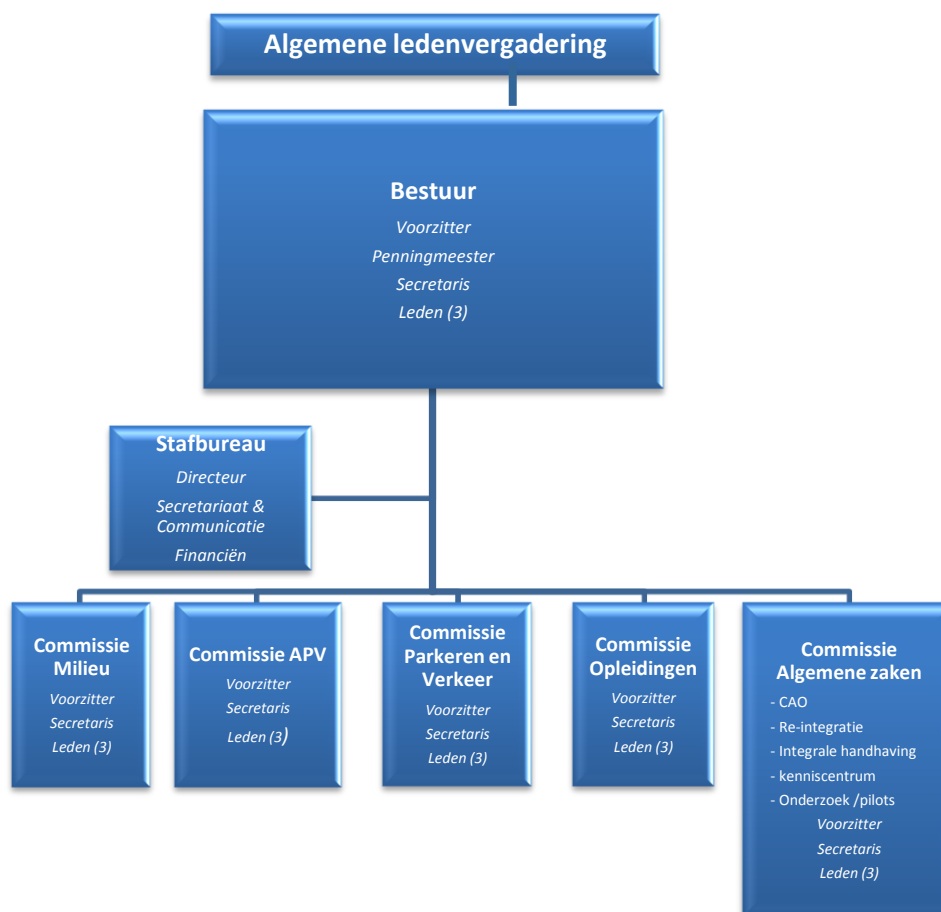 Algemene ledenvergadering
Bestuur
Voorzitter
Penningmeester
Secretaris
Leden (3)
Stafbureau
Directeur
Secretariaat &
Communicatie
Financiën
Commissie
Milieu
Voorzitter
Secretaris
Leden (3)
Commissie APV
Voorzitter
Secretaris
Leden (3)
Commissie
Parkeren en
Verkeer
Voorzitter
Secretaris
Leden (3)
Commissie
Opleidingen
Voorzitter
Secretaris
Leden (3)
Commissie
Algemene zaken
- CAO
- Re-integratie
- Integrale handhaving
- kenniscentrum
- Onderzoek /pilots
Voorzitter
Secretaris
Leden (3)